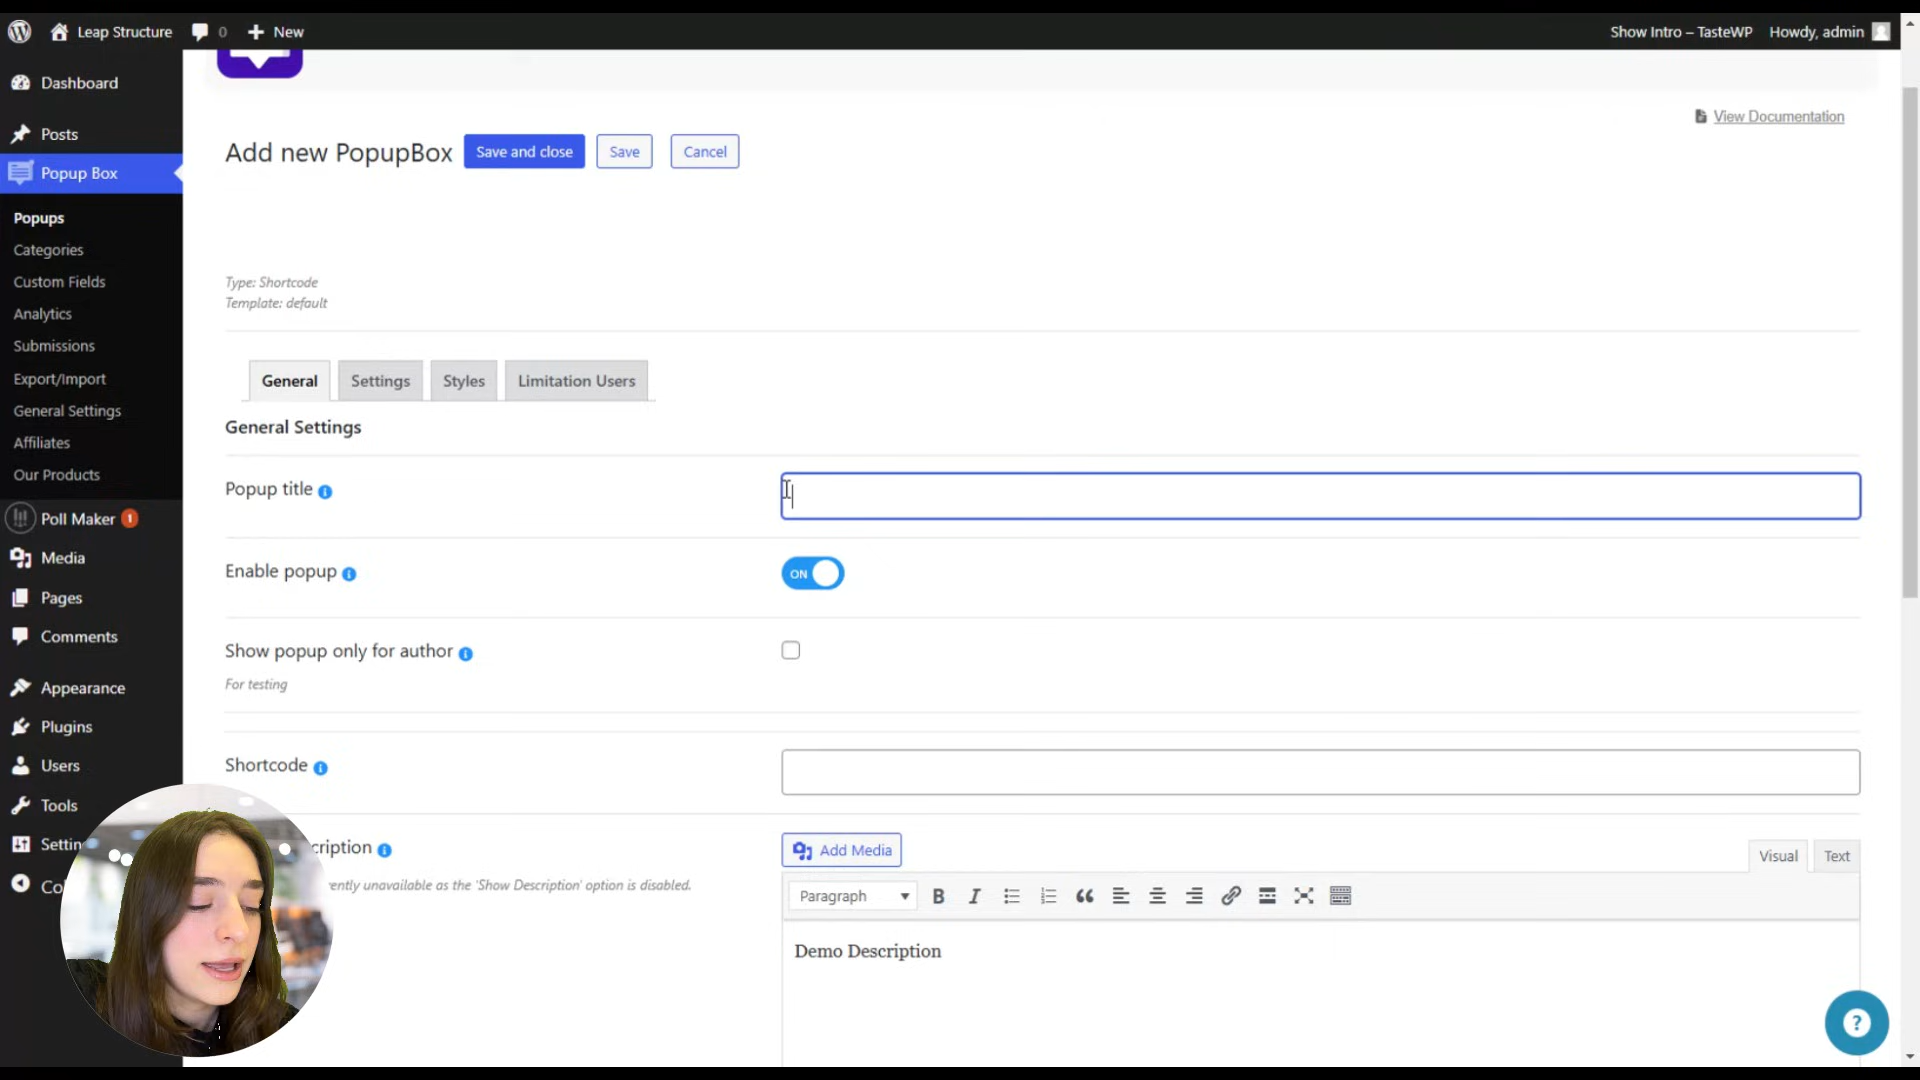 Leap Structure
0
New
Show Intro – TasteWP
Howdy, admin
Dashboard
Posts
Popup Box
Popups
Categories
Custom Fields
Analytics
Submissions
Export/Import
General Settings
Affiliates
Our Products
Poll Maker 1
Media
Pages
Comments
Appearance
Plugins
Users
Tools
View Documentation
Add new PopupBox
Save and close
Save
Cancel
Type: Shortcode
Template: default
General
Settings
Styles
Limitation Users
General Settings
Popup title
Enable popup
ON
Show popup only for author
For testing
Shortcode
Add Media
Visual
Text
unavailable as the 'Show Description' option is disabled.
Paragraph
B
I
Demo Description
?